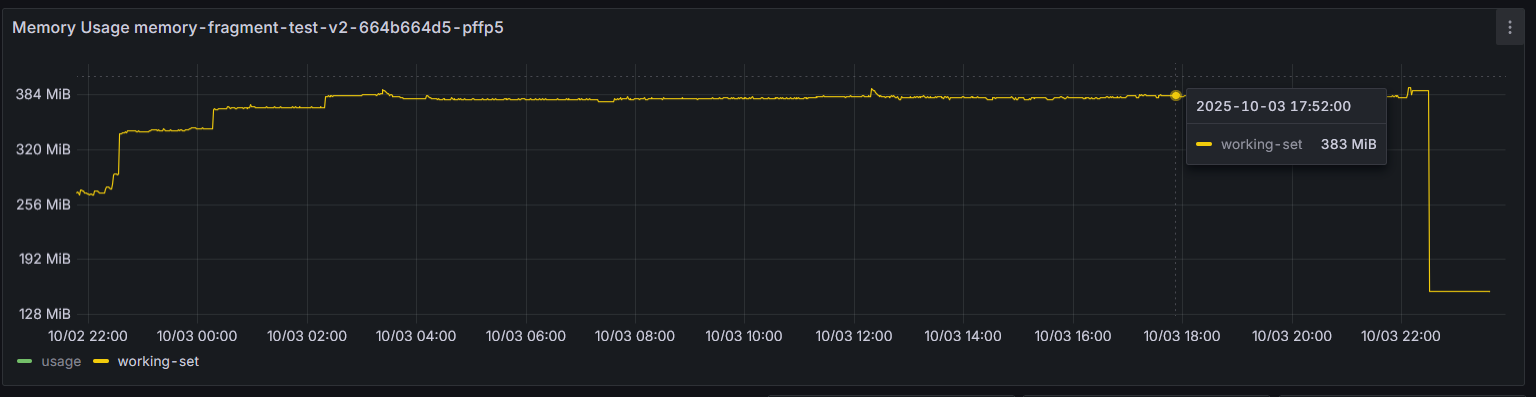 Memory Usage memory-fragment-test-v2-664b664d5-pffp5
384 MiB
320 MiB
256 MiB
192 MiB
128 MiB
2025-10-03 17:52:00
working-set 383 MiB
10/02 22:00 10/03 00:00 10/03 02:00 10/03 04:00 10/03 06:00 10/03 08:00 10/03 10:00 10/03 12:00 10/03 14:00 10/03 16:00 10/03 18:00 10/03 20:00 10/03 22:00
usage working-set